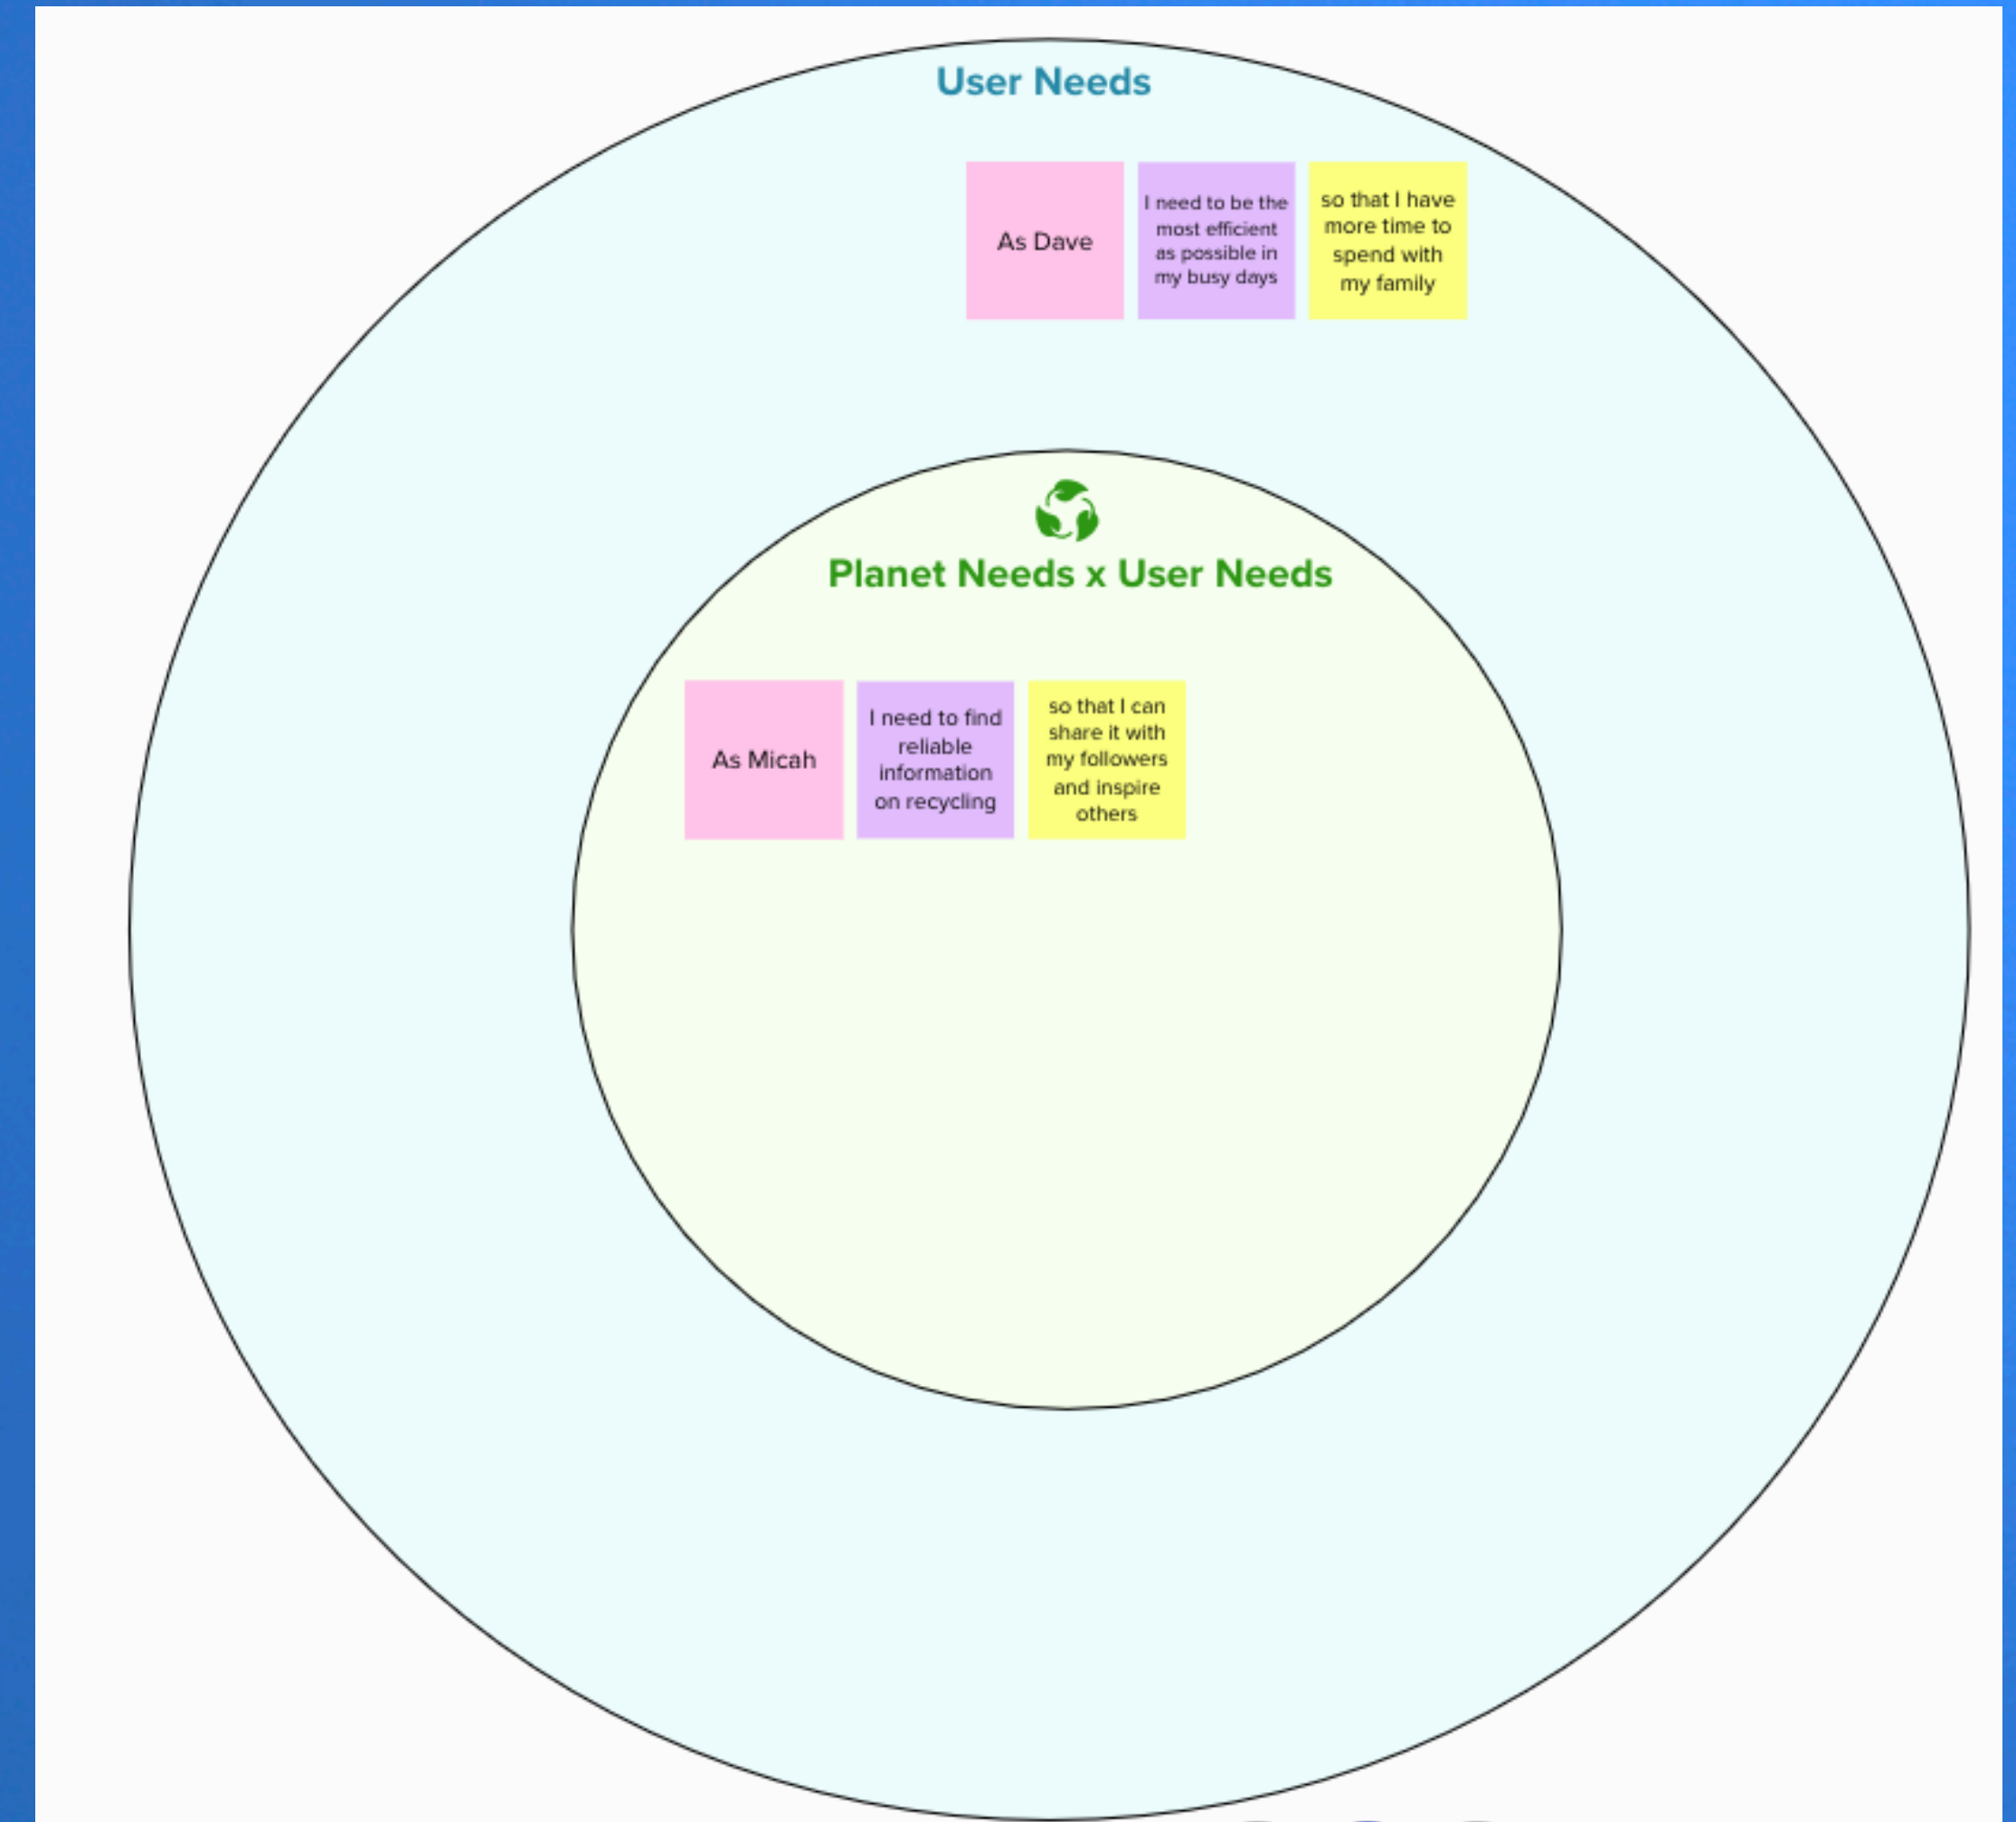 User Needs
As Dave
I need to be the
most efficient
as possible in
my busy days
so that I have
more time to
spend with
my family
Planet Needs x User Needs
As Micah
I need to find
reliable
information
on recycling
so that I can
share it with
my followers
and inspire
others